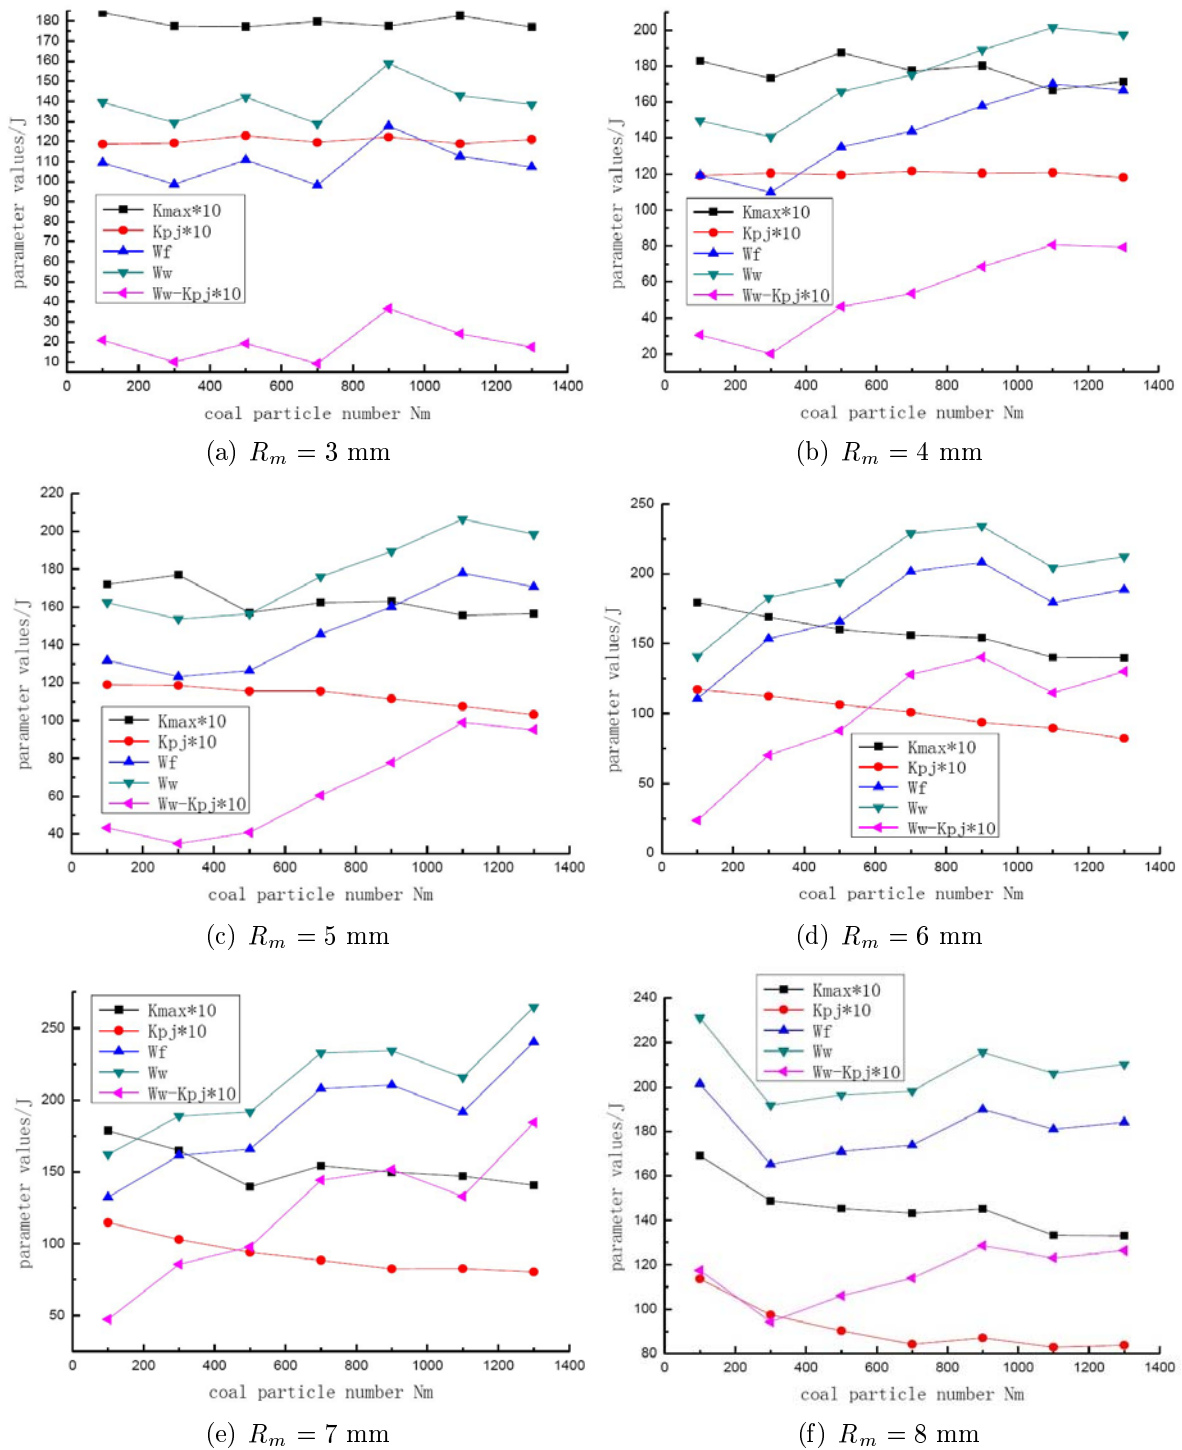 180
170
160
150
140
130
120
110
100
90
80
70
60
50
40
30
20
10
parameter values/J
Kmax*10
Kpj*10
Wf
Ww
Ww-Kpj*10
0 200 400 600 800 1000 1200 1400
coal particle number Nm
(a) Rm = 3 mm
200
180
160
140
120
100
80
60
40
20
parameter values/J
Kmax*10
Kpj*10
Wf
Ww
Ww-Kpj*10
0 200 400 600 800 1000 1200 1400
coal particle number Nm
(b) Rm = 4 mm
220
200
180
160
140
120
100
80
60
40
parameter values/J
Kmax*10
Kpj*10
Wf
Ww
Ww-Kpj*10
0 200 400 600 800 1000 1200 1400
coal particle number Nm
(c) Rm = 5 mm
250
200
150
100
50
0
parameter values/J
Kmax*10
Kpj*10
Wf
Ww
Ww-Kpj*10
0 200 400 600 800 1000 1200 1400
coal particle number Nm
(d) Rm = 6 mm
250
200
150
100
50
parameter values/J
Kmax*10
Kpj*10
Wf
Ww
Ww-Kpj*10
0 200 400 600 800 1000 1200 1400
coal particle number Nm
(e) Rm = 7 mm
240
220
200
180
160
140
120
100
80
parameter values/J
Kmax*10
Kpj*10
Wf
Ww
Ww-Kpj*10
0 200 400 600 800 1000 1200 1400
coal particle number Nm
(f) Rm = 8 mm